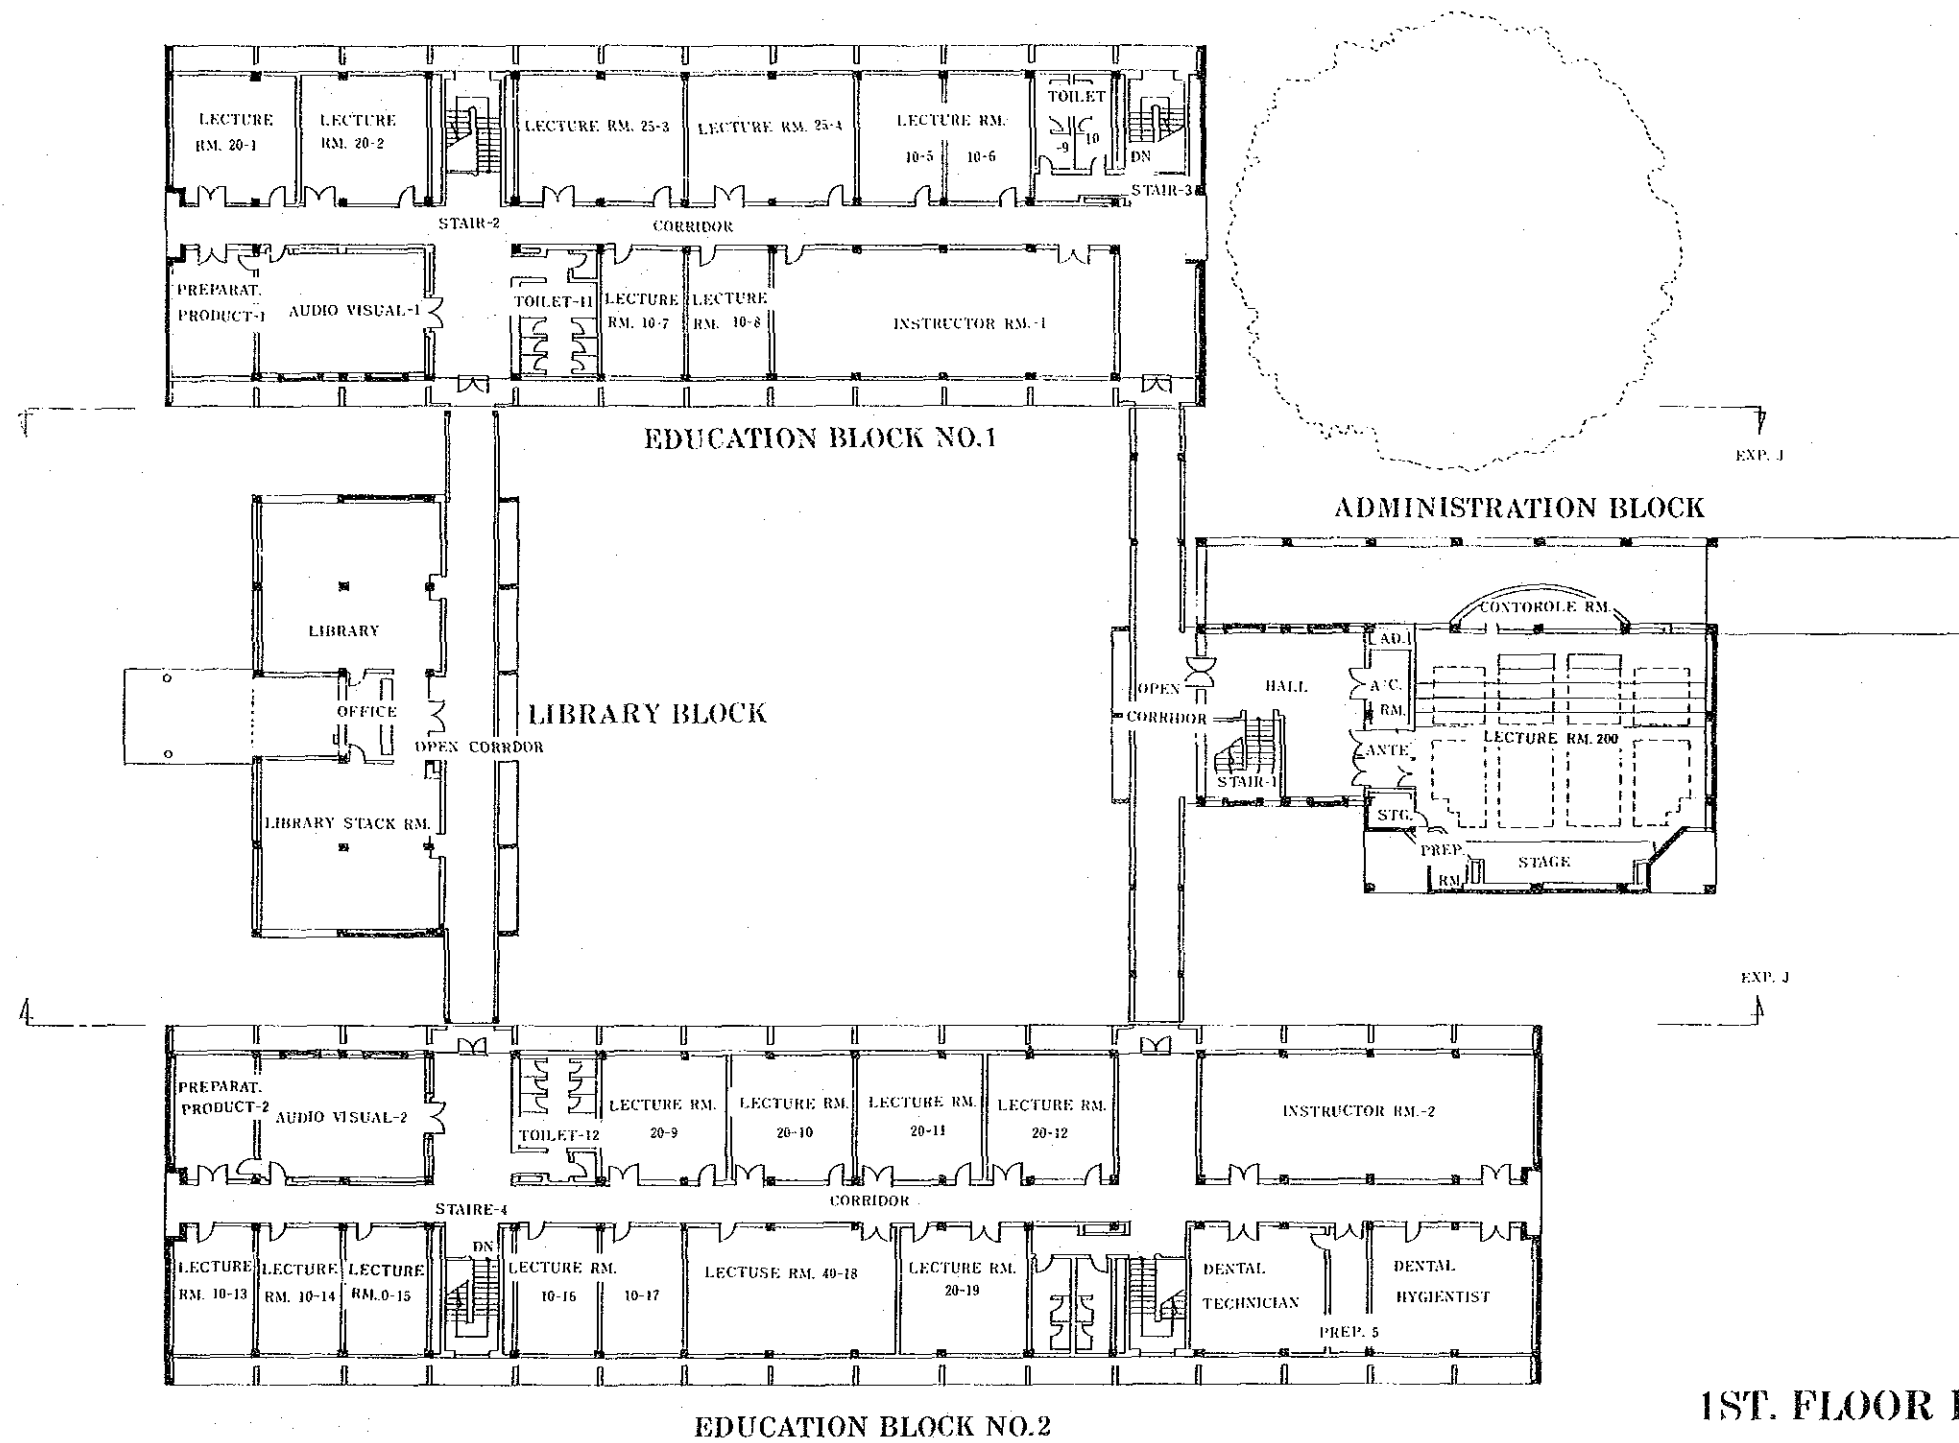 LECTURE
RM. 20-1
LECTURE
RM. 20-2
LECTURE RM. 25-3
LECTURE RM. 25-4
LECTURE RM.
10-5
10-6
TOILET
-9
10
DN
STAIR-3
STAIR-2
CORRIDOR
PREPARAT.
PRODUCT-1
AUDIO VISUAL-1
TOILET-11
LECTURE
RM. 10-7
LECTURE
RM. 10-8
INSTRUCTOR RM.-1
EDUCATION BLOCK NO.1
EXP. J
ADMINISTRATION BLOCK
CONTOROLE RM.
LIBRARY
OFFICE
LIBRARY BLOCK
OPEN CORRDOR
LIBRARY STACK RM.
OPEN
CORRIDOR
HALL
STAIR-1
AD.
A/C.
RM.
ANTE
LECTURE RM. 200
STG.
PREP.
RM.
STAGE
EXP. J
PREPARAT.
PRODUCT-2
AUDIO VISUAL-2
TOILET-12
LECTURE RM.
20-9
LECTURE RM.
20-10
LECTURE RM.
20-11
LECTURE RM.
20-12
INSTRUCTOR RM.-2
STAIRE-4
CORRIDOR
DN
LECTURE
RM. 10-13
LECTURE
RM. 10-14
LECTURE
RM. 0-15
LECTURE RM.
10-16
10-17
LECTUSE RM. 40-18
LECTURE RM.
20-19
DENTAL
TECHNICIAN
PREP. 5
DENTAL
HYGIENTIST
EDUCATION BLOCK NO.2
1ST. FLOOR